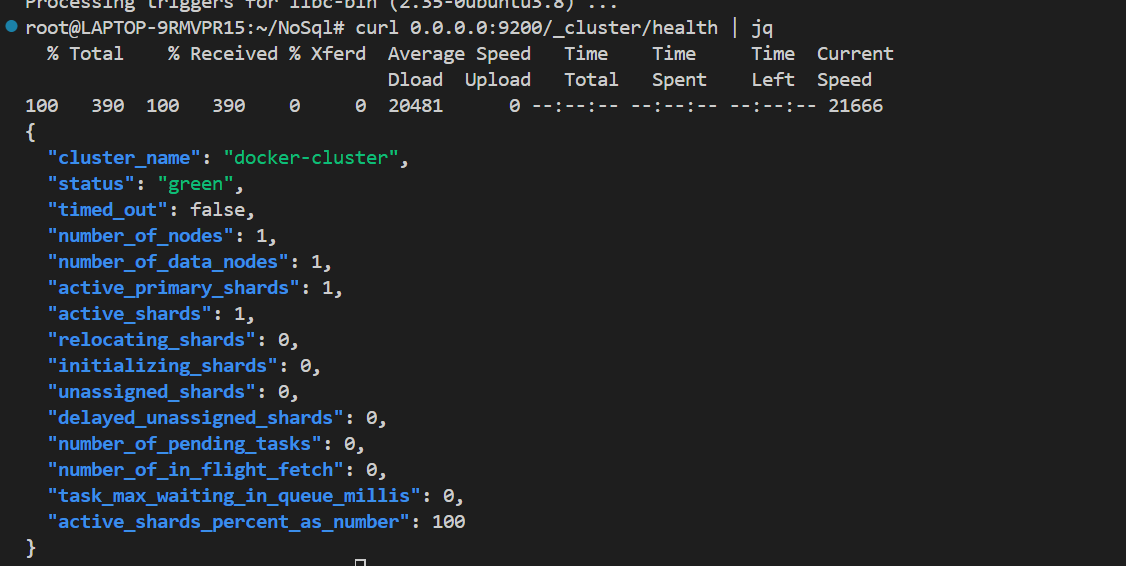 Processing triggers for libc-bin (2.35-0ubuntu3.8) ...
root@LAPTOP-9RMVPR15:~/NoSql# curl 0.0.0.0:9200/_cluster/health | jq
  % Total    % Received % Xferd  Average Speed   Time    Time     Time  Current
                                 Dload  Upload   Total   Spent    Left  Speed
100   390  100   390    0     0  20481      0 --:--:-- --:--:-- --:--:-- 21666
{
  "cluster_name": "docker-cluster",
  "status": "green",
  "timed_out": false,
  "number_of_nodes": 1,
  "number_of_data_nodes": 1,
  "active_primary_shards": 1,
  "active_shards": 1,
  "relocating_shards": 0,
  "initializing_shards": 0,
  "unassigned_shards": 0,
  "delayed_unassigned_shards": 0,
  "number_of_pending_tasks": 0,
  "number_of_in_flight_fetch": 0,
  "task_max_waiting_in_queue_millis": 0,
  "active_shards_percent_as_number": 100
}